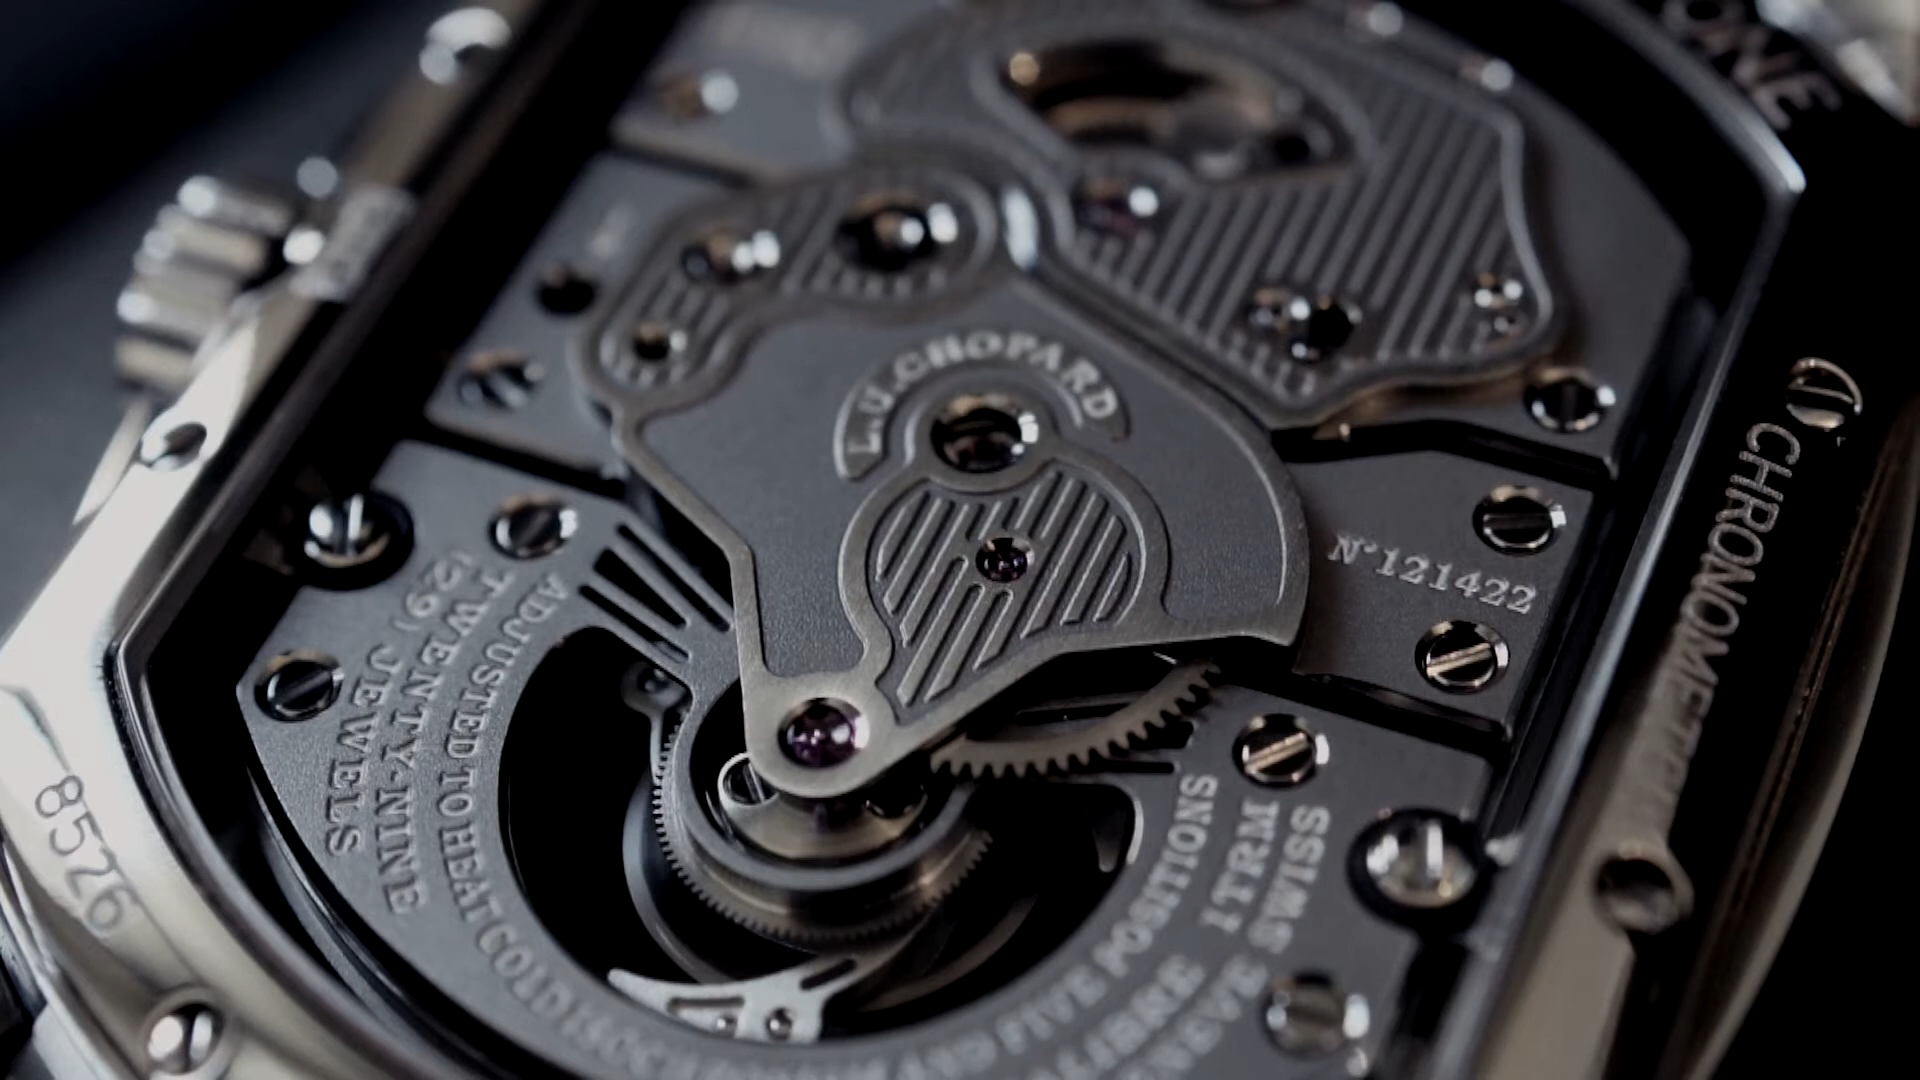 L.U.CHOPARD
N°121422
ADJUSTED TO HEAT COLD ISOCHRONISM AND FIVE POSITIONS
TWENTY-NINE
(29) JEWELS
CALIBRE 1TRM
GENEVE SWISS
CHRONOME
8526